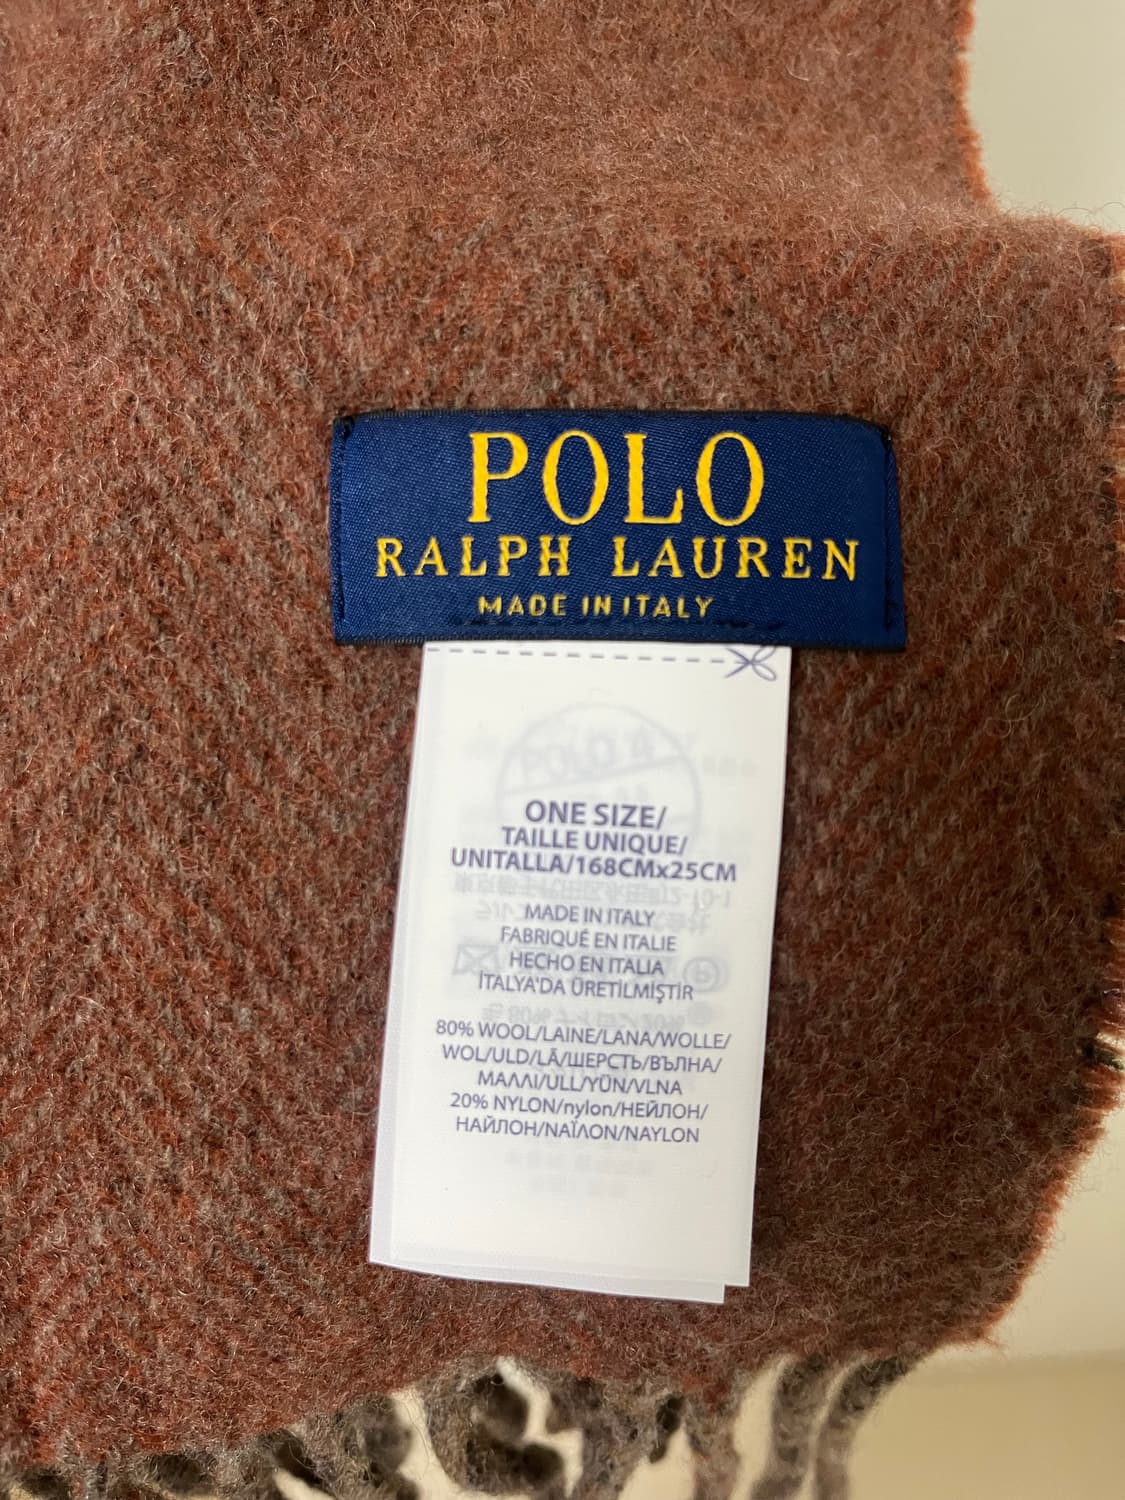 POLO
RALPH LAUREN
MADE IN ITALY
ONE SIZE/
TAILLE UNIQUE/
UNITALLA/168CMx25CM
MADE IN ITALY
FABRIQUÉ EN ITALIE
HECHO EN ITALIA
İTALYA'DA ÜRETİLMİŞTİR
80% WOOL/LAINE/LANA/WOLLE/
WOL/ULD/LÃ/ШЕРСТЬ/ВЪЛНА/
ΜΑΛΛΙ/ULL/YÜN/VLNA
20% NYLON/nylon/НЕЙЛОН/
НАЙЛОН/ΝΑΪΛΟΝ/NAYLON